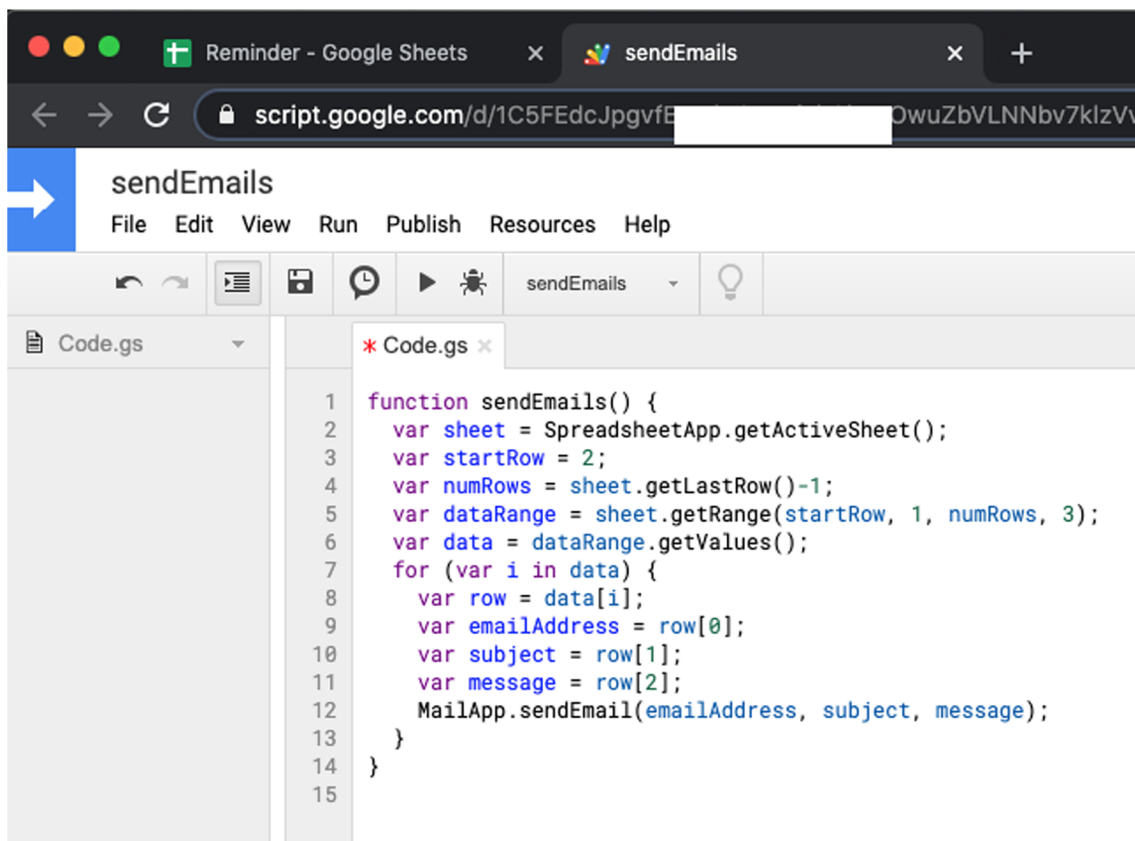 Reminder - Google Sheets
sendEmails
script.google.com/d/1C5FEdcJpgvfE OwuZbVLNNbv7kIzVv
sendEmails
File Edit View Run Publish Resources Help
sendEmails
Code.gs
* Code.gs
1 function sendEmails() {
2 var sheet = SpreadsheetApp.getActiveSheet();
3 var startRow = 2;
4 var numRows = sheet.getLastRow()-1;
5 var dataRange = sheet.getRange(startRow, 1, numRows, 3);
6 var data = dataRange.getValues();
7 for (var i in data) {
8 var row = data[i];
9 var emailAddress = row[0];
10 var subject = row[1];
11 var message = row[2];
12 MailApp.sendEmail(emailAddress, subject, message);
13 }
14 }
15